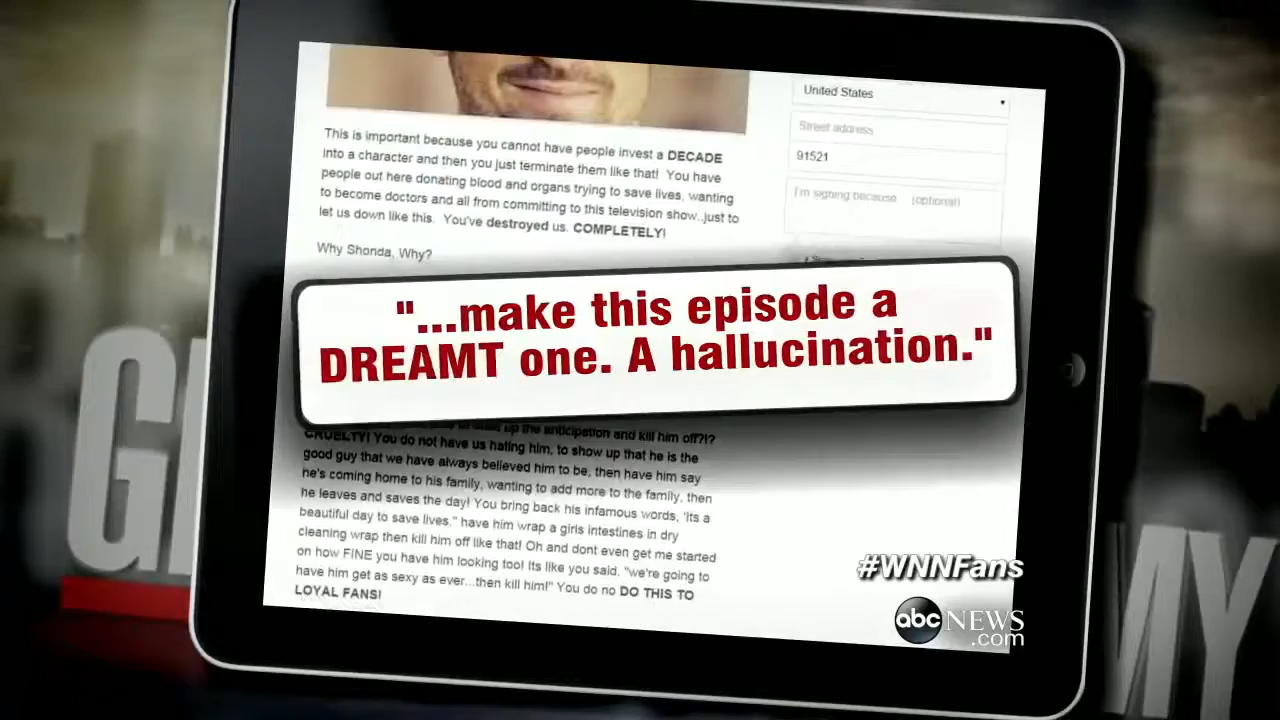 This is important because you cannot have people invest a DECADE
into a character and then you just terminate them like that! You have
people out here donating blood and organs trying to save lives, wanting
to become doctors and all from committing to this television show..just to
let us down like this. You've destroyed us. COMPLETELY!
Why Shonda, Why?
United States
Street address
91521
I'm signing because (optional)
"...make this episode a
DREAMT one. A hallucination."
up the anticipation and kill him off?!?
CRUELTY! You do not have us hating him, to show up that he is the
good guy that we have always believed him to be, then have him say
he's coming home to his family, wanting to add more to the family, then
he leaves and saves the day! You bring back his infamous words, 'Its a
beautiful day to save lives," have him wrap a girls intestines in dry
cleaning wrap then kill him off like that! Oh and dont even get me started
on how FINE you have him looking too! Its like you said, "we're going to
have him get as sexy as ever...then kill him!" You do no DO THIS TO
LOYAL FANS!
G
MY
#WNNFans
abc NEWS
.com